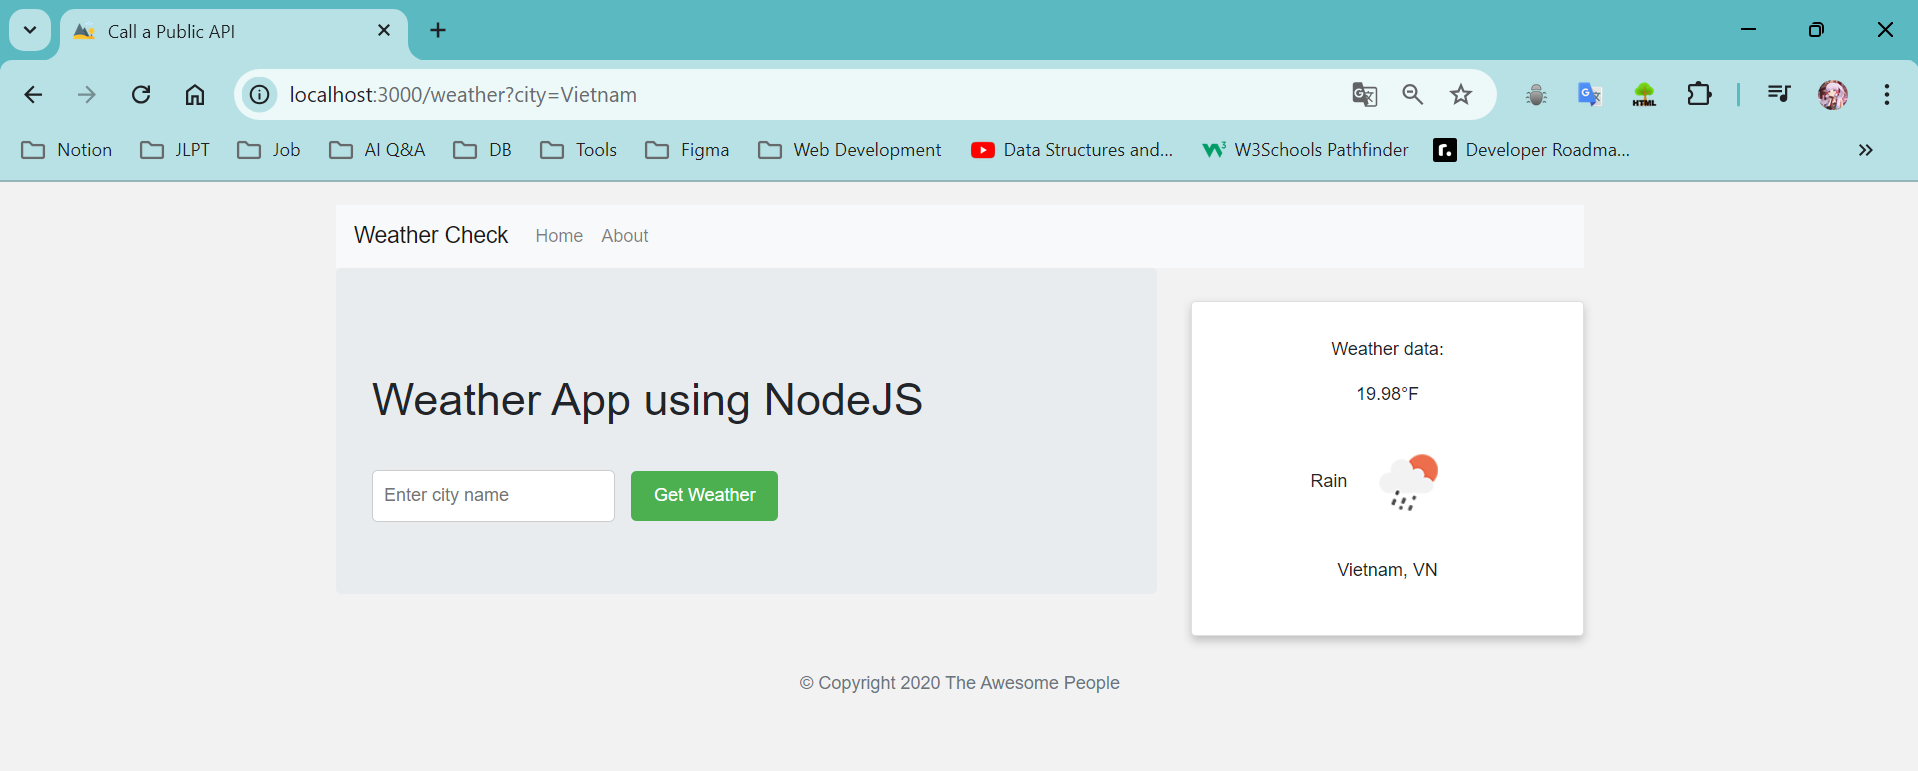 Call a Public API
localhost:3000/weather?city=Vietnam
HTML
Notion JLPT Job AI Q&A DB Tools Figma Web Development Data Structures and... W3Schools Pathfinder Developer Roadma...
Weather Check Home About
Weather App using NodeJS
Enter city name Get Weather
Weather data:
19.98°F
Rain
Vietnam, VN
© Copyright 2020 The Awesome People